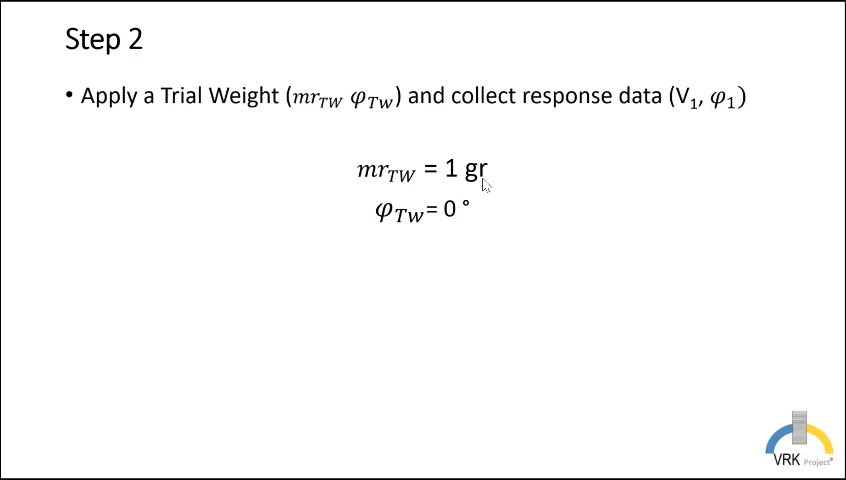 Step 2
• Apply a Trial Weight (mr_TW φ_Tw) and collect response data (V₁, φ₁)
mr_TW = 1 gr
φ_Tw= 0 °
VRK Project®